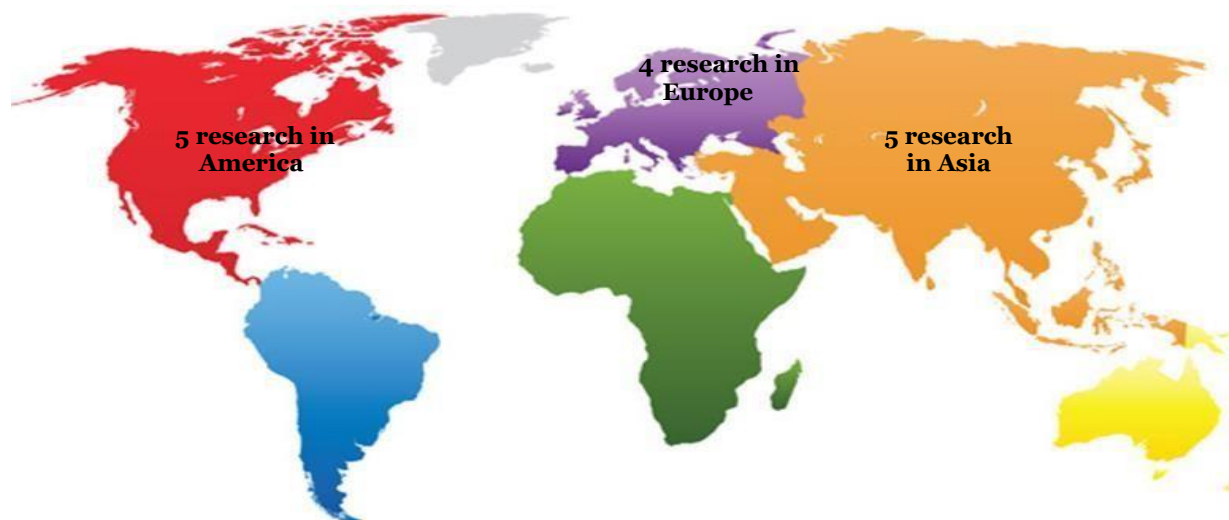 4 research in
Europe
5 research in
America
5 research
in Asia